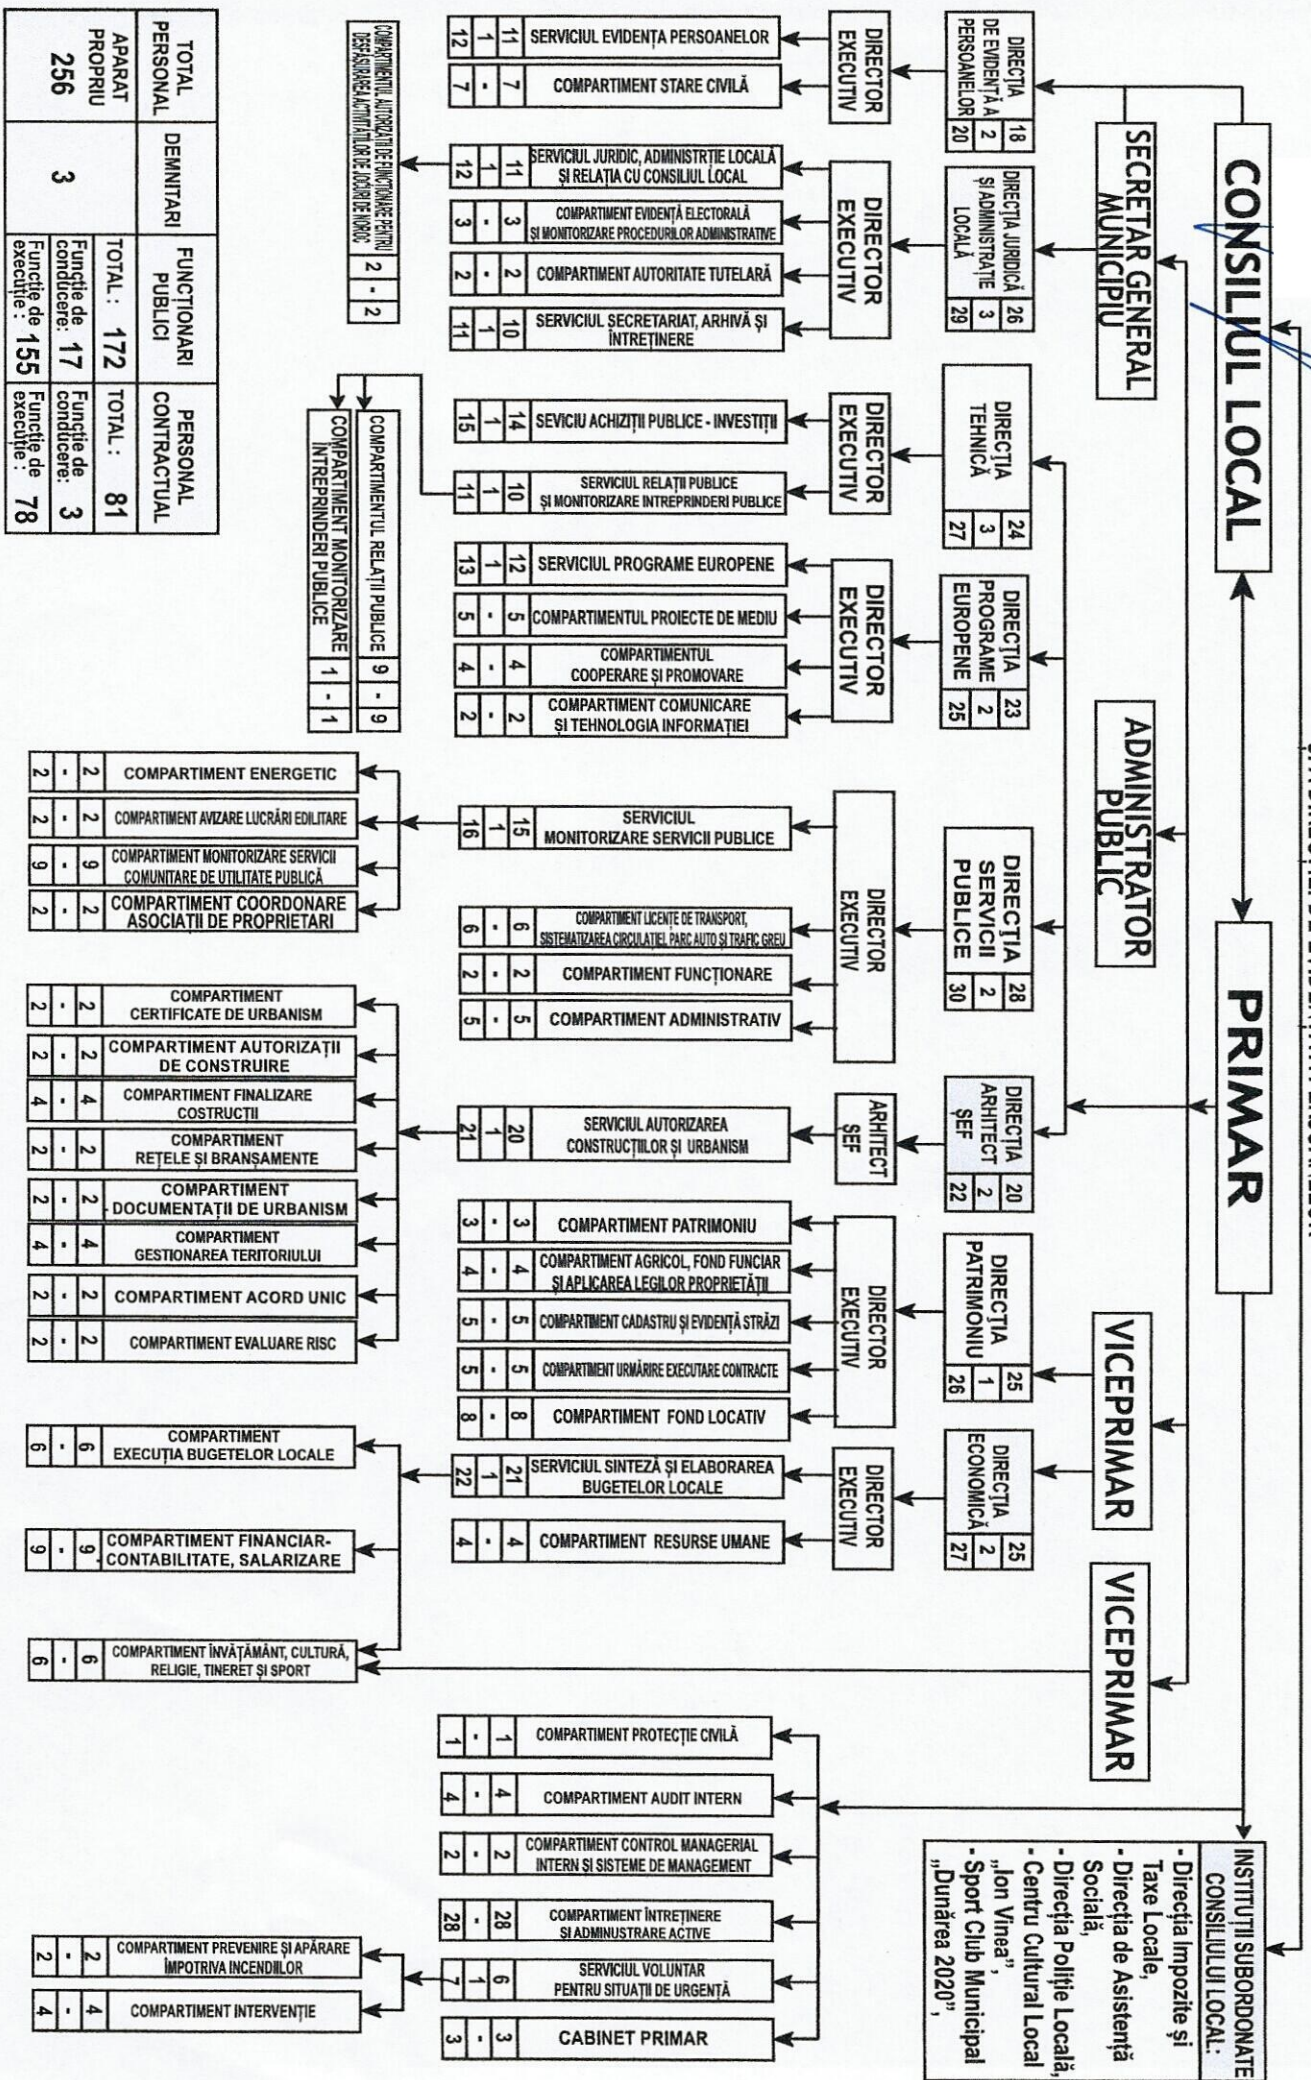 CONSILIUL LOCAL
PRIMAR
INSTITUȚII SUBORDONATE
CONSILIULUI LOCAL:
- Direcția Impozite și
Taxe Locale,
- Direcția de Asistență
Socială,
- Direcția Poliție Locală,
- Centru Cultural Local
„Ion Vinea”,
- Sport Club Municipal
„Dunărea 2020”,
SECRETAR GENERAL
MUNICIPIU
ADMINISTRATOR
PUBLIC
VICEPRIMAR
VICEPRIMAR
DIRECȚIA
DE EVIDENȚĂ A
PERSOANELOR
18
2
20
DIRECȚIA JURIDICĂ
ȘI ADMINISTRAȚIE
LOCALĂ
26
3
29
DIRECȚIA
TEHNICĂ
24
3
27
DIRECȚIA
PROGRAME
EUROPENE
23
2
25
DIRECȚIA
SERVICII
PUBLICE
28
2
30
DIRECȚIA
ARHITECT
ȘEF
20
2
22
DIRECȚIA
PATRIMONIU
25
1
26
DIRECȚIA
ECONOMICĂ
25
2
27
DIRECTOR
EXECUTIV
DIRECTOR
EXECUTIV
DIRECTOR
EXECUTIV
DIRECTOR
EXECUTIV
DIRECTOR
EXECUTIV
ARHITECT
ȘEF
DIRECTOR
EXECUTIV
DIRECTOR
EXECUTIV
SERVICIUL EVIDENȚA PERSOANELOR
11
1
12
COMPARTIMENT STARE CIVILĂ
7
-
7
SERVICIUL JURIDIC, ADMINISTRȚIE LOCALĂ
ȘI RELAȚIA CU CONSILIUL LOCAL
11
1
12
COMPARTIMENT EVIDENȚĂ ELECTORALĂ
ȘI MONITORIZARE PROCEDURILOR ADMINISTRATIVE
3
-
3
COMPARTIMENT AUTORITATE TUTELARĂ
2
-
2
SERVICIUL SECRETARIAT, ARHIVĂ ȘI
ÎNTREȚINERE
10
1
11
SEVICIU ACHIZIȚII PUBLICE - INVESTIȚII
14
1
15
SERVICIUL RELAȚII PUBLICE
ȘI MONITORIZARE INTREPRINDERI PUBLICE
10
1
11
SERVICIUL PROGRAME EUROPENE
12
1
13
COMPARTIMENTUL PROIECTE DE MEDIU
5
-
5
COMPARTIMENTUL
COOPERARE ȘI PROMOVARE
4
-
4
COMPARTIMENT COMUNICARE
ȘI TEHNOLOGIA INFORMAȚIEI
2
-
2
SERVICIUL
MONITORIZARE SERVICII PUBLICE
15
1
16
COMPARTIMENT LICENȚE DE TRANSPORT,
SISTEMATIZAREA CIRCULAȚIEI, PARC AUTO ȘI TRAFIC GREU
6
-
6
COMPARTIMENT FUNCȚIONARE
2
-
2
COMPARTIMENT ADMINISTRATIV
5
-
5
SERVICIUL AUTORIZAREA
CONSTRUCȚIILOR ȘI URBANISM
20
1
21
COMPARTIMENT PATRIMONIU
3
-
3
COMPARTIMENT AGRICOL, FOND FUNCIAR
ȘI APLICAREA LEGILOR PROPRIETĂȚII
4
-
4
COMPARTIMENT CADASTRU ȘI EVIDENȚĂ STRĂZI
5
-
5
COMPARTIMENT URMĂRIRE EXECUTARE CONTRACTE
5
-
5
COMPARTIMENT FOND LOCATIV
8
-
8
SERVICIUL SINTEZĂ ȘI ELABORAREA
BUGETELOR LOCALE
21
1
22
COMPARTIMENT RESURSE UMANE
4
-
4
COMPARTIMENT PROTECȚIE CIVILĂ
1
-
1
COMPARTIMENT AUDIT INTERN
4
-
4
COMPARTIMENT CONTROL MANAGERIAL
INTERN ȘI SISTEME DE MANAGEMENT
2
-
2
COMPARTIMENT ÎNTREȚINERE
ȘI ADMINUSTRARE ACTIVE
28
-
28
SERVICIUL VOLUNTAR
PENTRU SITUAȚII DE URGENȚĂ
6
1
7
CABINET PRIMAR
3
-
3
COMPARTIMENTUL AUTORIZAȚII DE FUNCȚIONARE PENTRU
DESFĂȘURAREA ACTIVITĂȚILOR DE JOCURI DE NOROC
2
-
2
COMPARTIMENTUL RELAȚII PUBLICE
9
-
9
COMPARTIMENT MONITORIZARE
ÎNTREPRINDERI PUBLICE
1
-
1
COMPARTIMENT ENERGETIC
2
-
2
COMPARTIMENT AVIZARE LUCRĂRI EDILITARE
2
-
2
COMPARTIMENT MONITORIZARE SERVICII
COMUNITARE DE UTILITATE PUBLICĂ
9
-
9
COMPARTIMENT COORDONARE
ASOCIAȚII DE PROPRIETARI
2
-
2
COMPARTIMENT
CERTIFICATE DE URBANISM
2
-
2
COMPARTIMENT AUTORIZAȚII
DE CONSTRUIRE
2
-
2
COMPARTIMENT FINALIZARE
COSTRUCȚII
4
-
4
COMPARTIMENT
REȚELE ȘI BRANȘAMENTE
2
-
2
COMPARTIMENT
DOCUMENTAȚII DE URBANISM
2
-
2
COMPARTIMENT
GESTIONAREA TERITORIULUI
4
-
4
COMPARTIMENT ACORD UNIC
2
-
2
COMPARTIMENT EVALUARE RISC
2
-
2
COMPARTIMENT
EXECUȚIA BUGETELOR LOCALE
6
-
6
COMPARTIMENT FINANCIAR-
CONTABILITATE, SALARIZARE
9
-
9
COMPARTIMENT ÎNVĂȚĂMÂNT, CULTURĂ,
RELIGIE, TINERET ȘI SPORT
6
-
6
COMPARTIMENT PREVENIRE ȘI APĂRARE
ÎMPOTRIVA INCENDIILOR
2
-
2
COMPARTIMENT INTERVENȚIE
4
-
4
TOTAL
PERSONAL
DEMNITARI
FUNCȚIONARI
PUBLICI
PERSONAL
CONTRACTUAL
APARAT
PROPRIU
256
3
TOTAL : 172
TOTAL : 81
Funcție de
conducere: 17
Funcție de
conducere: 3
Funcție de
execuție : 155
Funcție de
execuție : 78